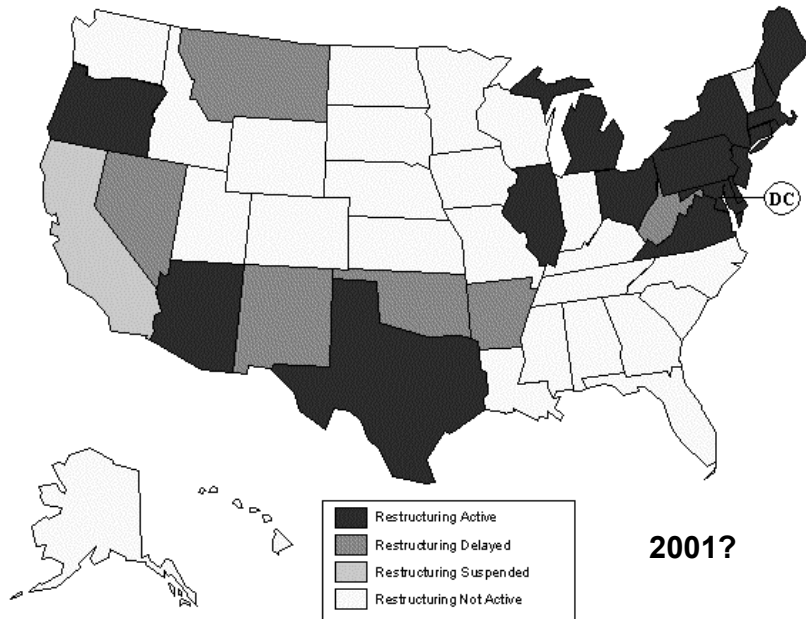 DC
Restructuring Active
Restructuring Delayed
Restructuring Suspended
Restructuring Not Active
2001?